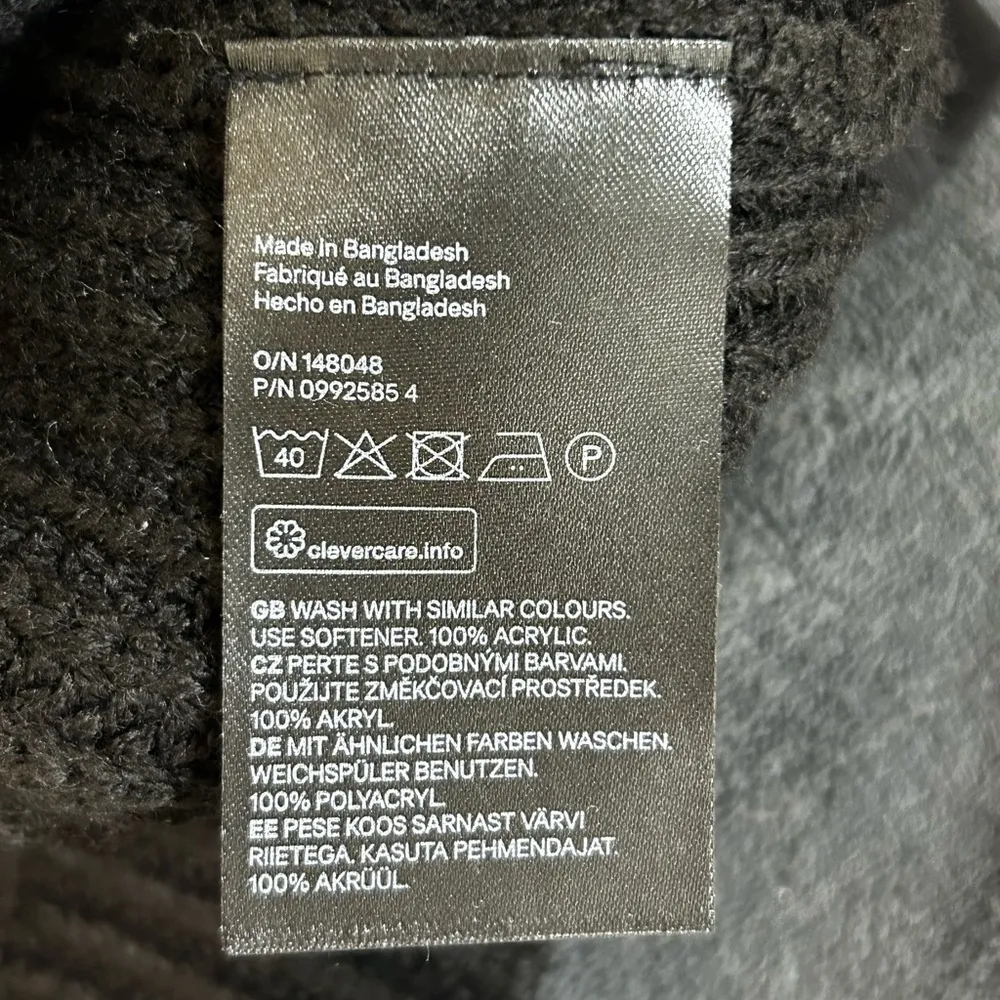 Made in Bangladesh
Fabriqué au Bangladesh
Hecho en Bangladesh
O/N 148048
P/N 0992585 4
40 P
clevercare.info
GB WASH WITH SIMILAR COLOURS.
USE SOFTENER. 100% ACRYLIC.
CZ PERTE S PODOBNÝMI BARVAMI.
POUŽIJTE ZMĚKČOVACÍ PROSTŘEDEK.
100% AKRYL.
DE MIT ÄHNLICHEN FARBEN WASCHEN.
WEICHSPÜLER BENUTZEN.
100% POLYACRYL
EE PESE KOOS SARNAST VÄRVI
RIIETEGA. KASUTA PEHMENDAJAT.
100% AKRÜÜL.